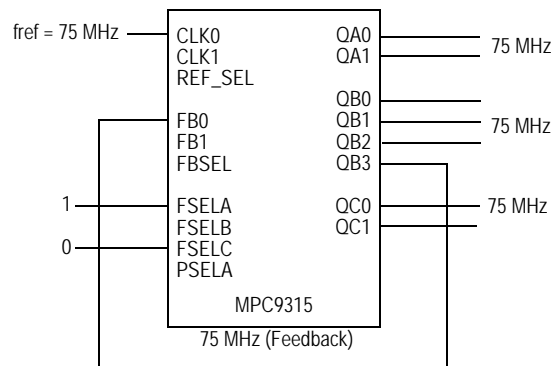 fref = 75 MHz
CLK0
CLK1
REF_SEL
FB0
FB1
FBSEL
1
FSELA
FSELB
0
FSELC
PSELA
QA0
QA1
75 MHz
QB0
QB1
QB2
QB3
75 MHz
QC0
QC1
75 MHz
MPC9315
75 MHz (Feedback)